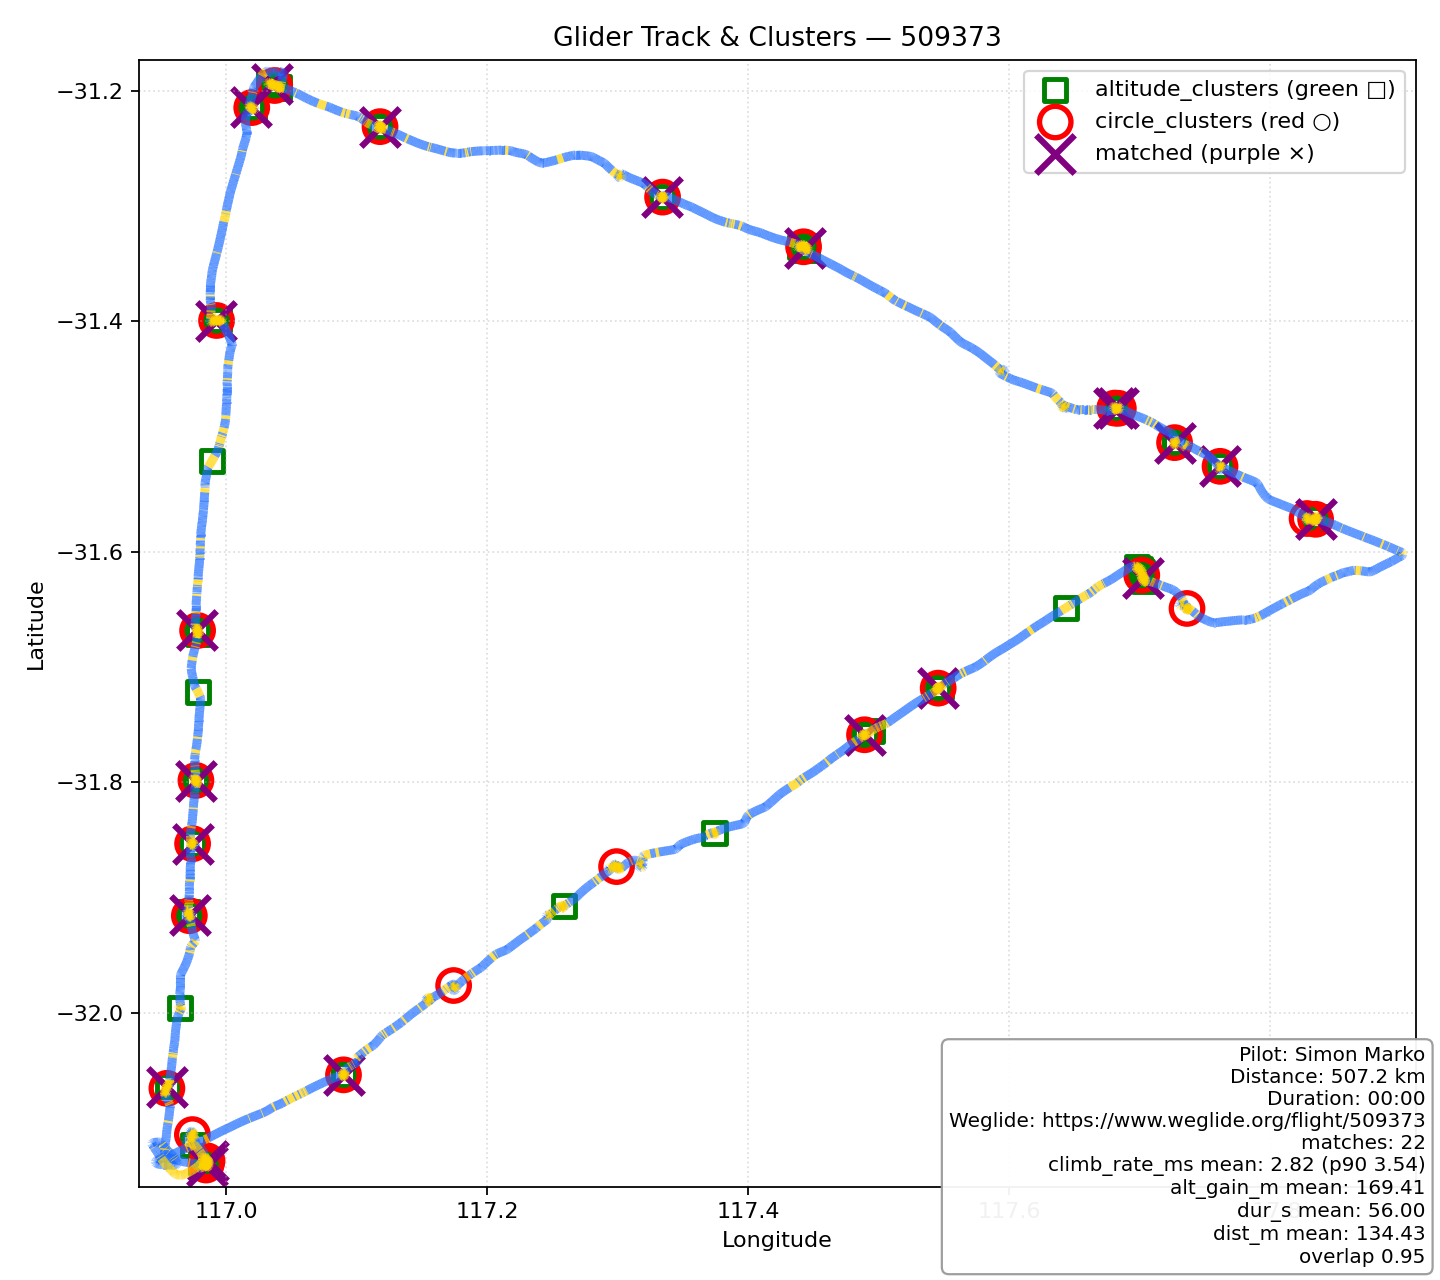 Glider Track & Clusters — 509373
altitude_clusters (green □)
circle_clusters (red ○)
matched (purple ×)
Latitude
−31.2
−31.4
−31.6
−31.8
−32.0
117.0
117.2
117.4
117.6
Longitude
Pilot: Simon Marko
Distance: 507.2 km
Duration: 00:00
Weglide: https://www.weglide.org/flight/509373
matches: 22
climb_rate_ms mean: 2.82 (p90 3.54)
alt_gain_m mean: 169.41
dur_s mean: 56.00
dist_m mean: 134.43
overlap 0.95